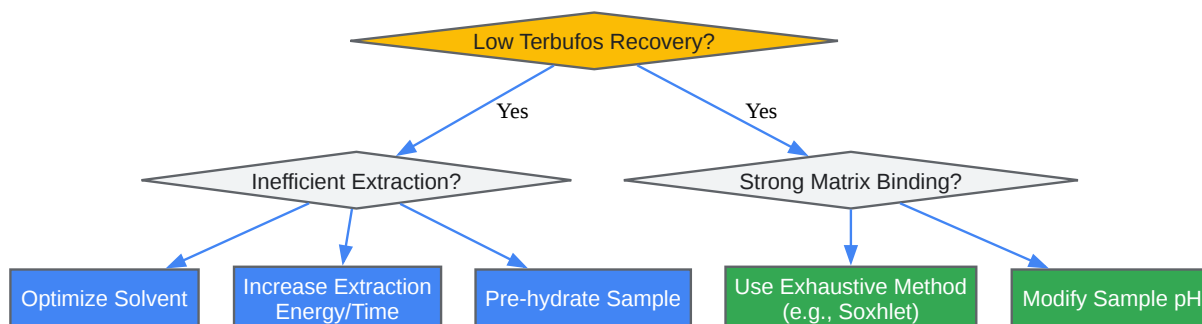 Low Terbufos Recovery?
Yes
Yes
Inefficient Extraction?
Strong Matrix Binding?
Optimize Solvent
Increase Extraction
Energy/Time
Pre-hydrate Sample
Use Exhaustive Method
(e.g., Soxhlet)
Modify Sample pH